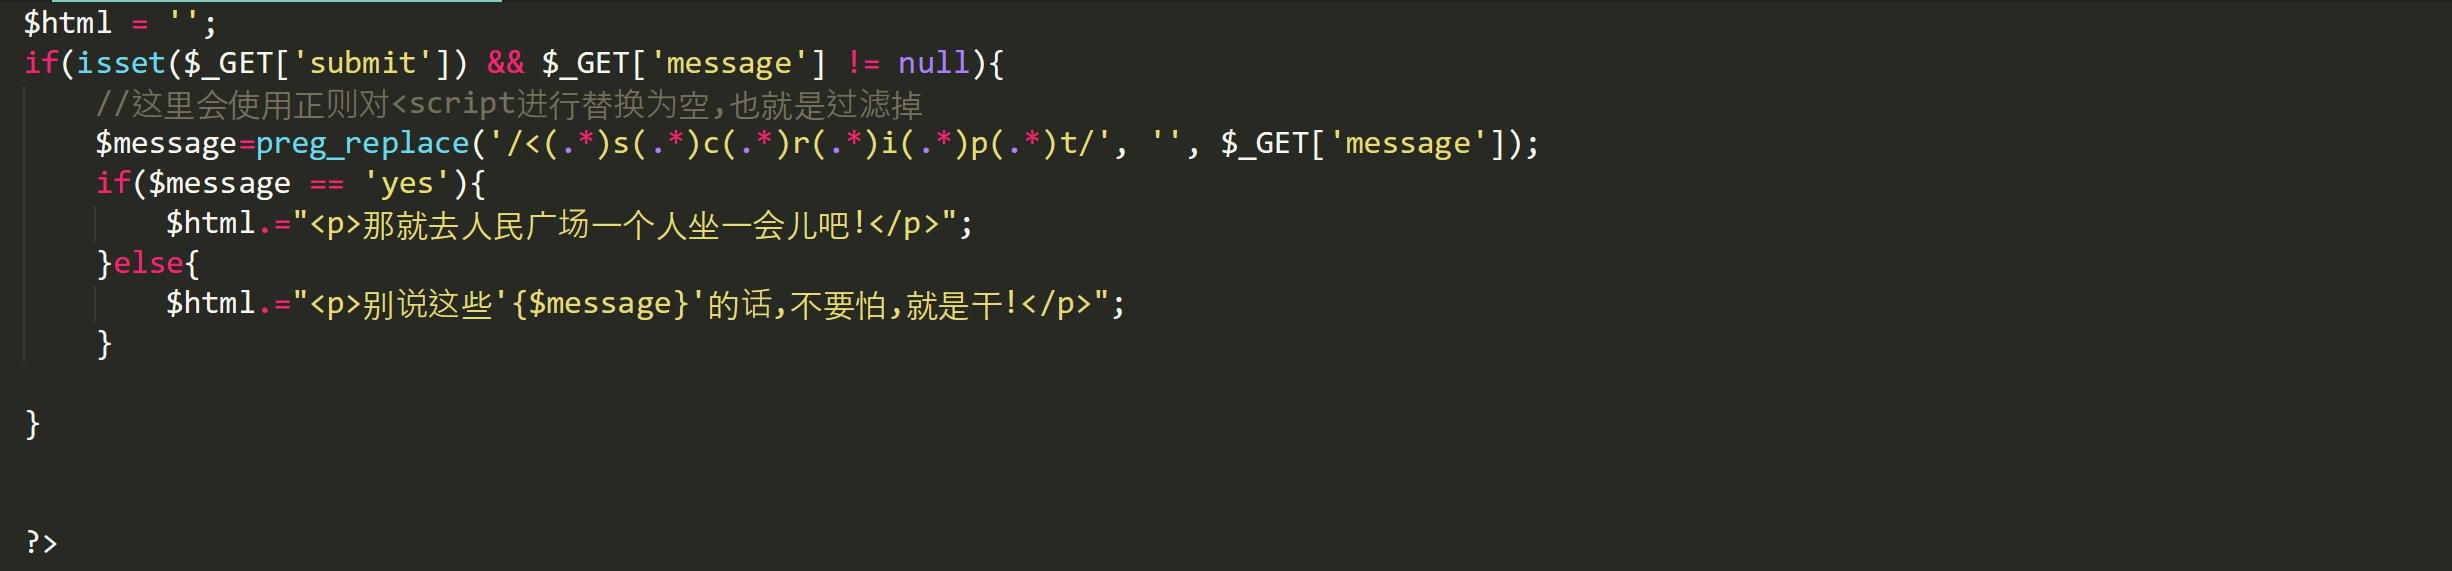 $html = '';
if(isset($_GET['submit']) && $_GET['message'] != null){
    //这里会使用正则对<script进行替换为空,也就是过滤掉
    $message=preg_replace('/<(.*)s(.*)c(.*)r(.*)i(.*)p(.*)t/', '', $_GET['message']);
    if($message == 'yes'){
        $html.="<p>那就去人民广场一个人坐一会儿吧!</p>";
    }else{
        $html.="<p>别说这些'{$message}'的话,不要怕,就是干!</p>";
    }
}
?>